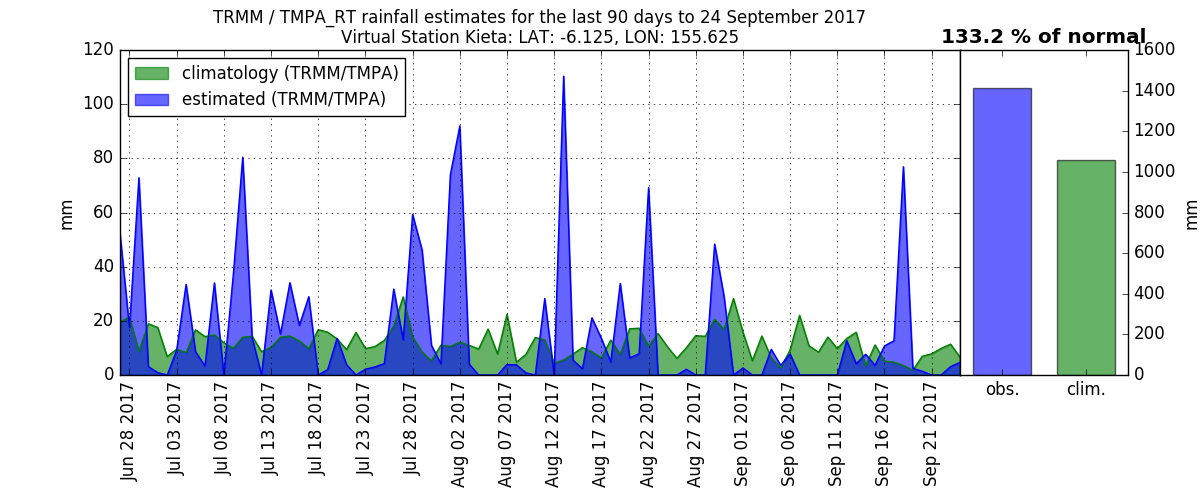 TRMM / TMPA_RT rainfall estimates for the last 90 days to 24 September 2017
Virtual Station Kieta: LAT: -6.125, LON: 155.625
133.2 % of normal
climatology (TRMM/TMPA)
estimated (TRMM/TMPA)
120
100
80
60
40
20
0
mm
1600
1400
1200
1000
800
600
400
200
0
mm
Jun 28 2017
Jul 03 2017
Jul 08 2017
Jul 13 2017
Jul 18 2017
Jul 23 2017
Jul 28 2017
Aug 02 2017
Aug 07 2017
Aug 12 2017
Aug 17 2017
Aug 22 2017
Aug 27 2017
Sep 01 2017
Sep 06 2017
Sep 11 2017
Sep 16 2017
Sep 21 2017
obs.
clim.